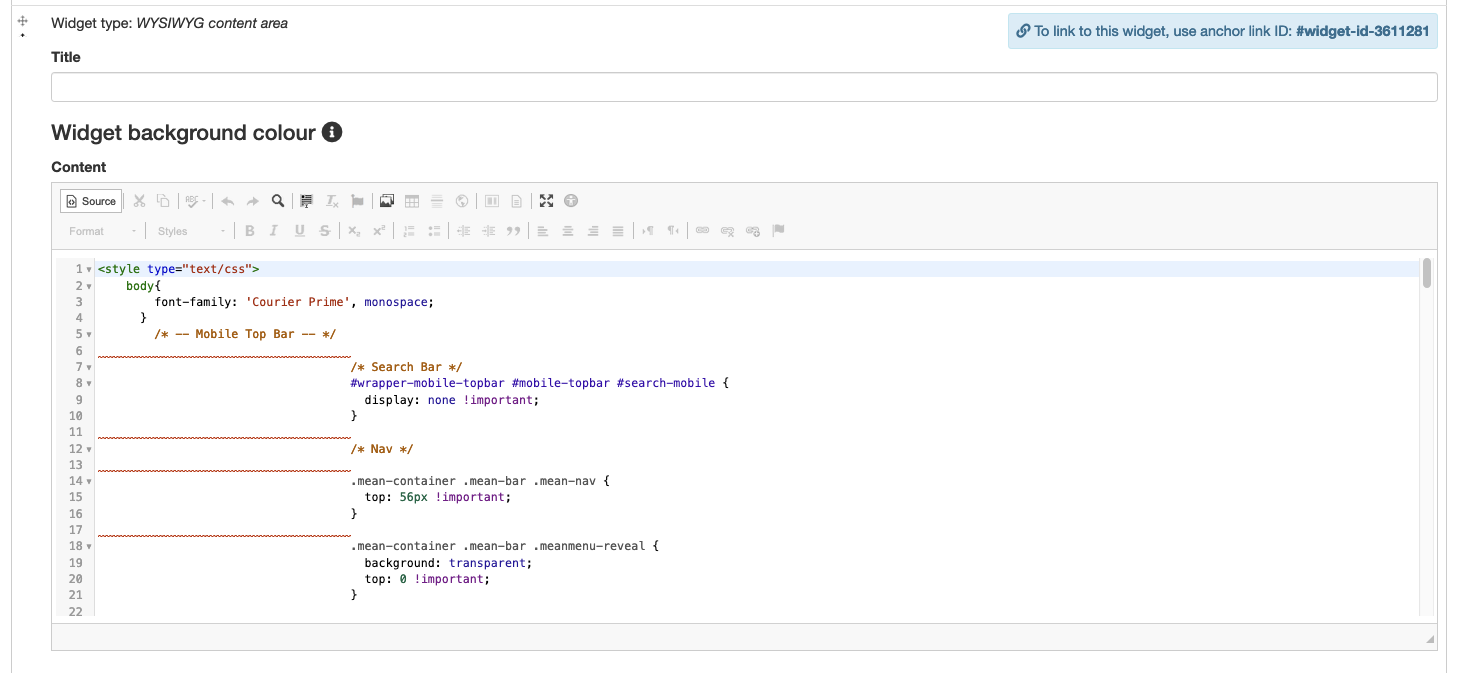 Widget type: WYSIWYG content area
To link to this widget, use anchor link ID: #widget-id-3611281
Title
Widget background colour
Content
Source
Format
Styles
1 <style type="text/css">
2 body{
3 font-family: 'Courier Prime', monospace;
4 }
5 /* -- Mobile Top Bar -- */
6
7 /* Search Bar */
8 #wrapper-mobile-topbar #mobile-topbar #search-mobile {
9 display: none !important;
10 }
11
12 /* Nav */
13
14 .mean-container .mean-bar .mean-nav {
15 top: 56px !important;
16 }
17
18 .mean-container .mean-bar .meanmenu-reveal {
19 background: transparent;
20 top: 0 !important;
21 }
22